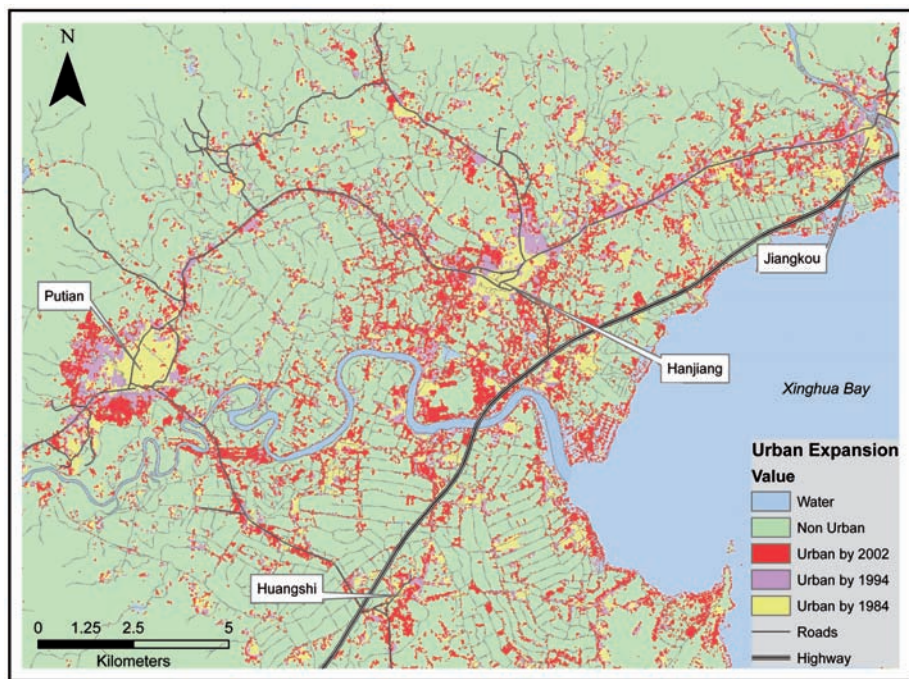 N
Putian
Jiangkou
Hanjiang
Xinghua Bay
Huangshi
0 1.25 2.5 5
Kilometers
Urban Expansion
Value
Water
Non Urban
Urban by 2002
Urban by 1994
Urban by 1984
Roads
Highway